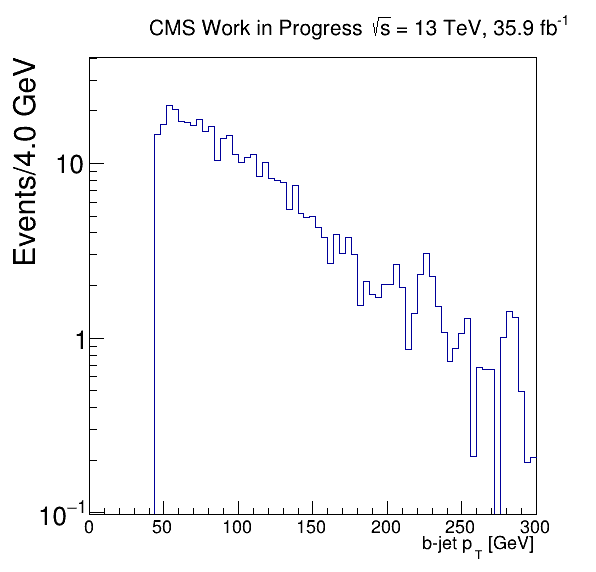 CMS Work in Progress √s = 13 TeV, 35.9 fb⁻¹
Events/4.0 GeV
10
1
10⁻¹
0 50 100 150 200 250 300
b-jet p_T [GeV]